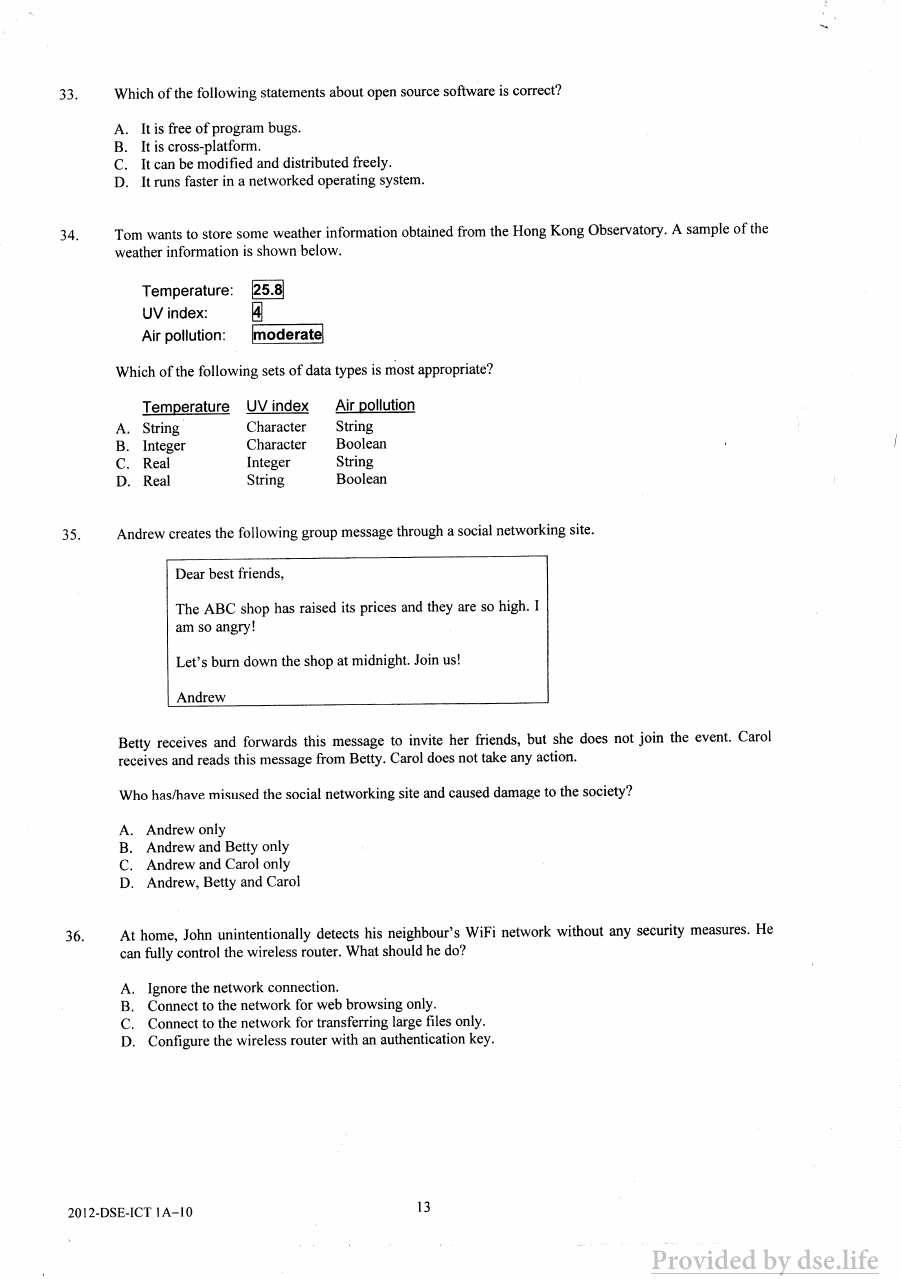 33. Which of the following statements about open source software is correct?
A. It is free of program bugs.
B. It is cross-platform.
C. It can be modified and distributed freely.
D. It runs faster in a networked operating system.
34. Tom wants to store some weather information obtained from the Hong Kong Observatory. A sample of the
weather information is shown below.
Temperature: 25.8
UV index: 4
Air pollution: moderate
Which of the following sets of data types is most appropriate?
Temperature UV index Air pollution
A. String Character String
B. Integer Character Boolean
C. Real Integer String
D. Real String Boolean
35. Andrew creates the following group message through a social networking site.
Dear best friends,
The ABC shop has raised its prices and they are so high. I
am so angry!
Let's burn down the shop at midnight. Join us!
Andrew
Betty receives and forwards this message to invite her friends, but she does not join the event. Carol
receives and reads this message from Betty. Carol does not take any action.
Who has/have misused the social networking site and caused damage to the society?
A. Andrew only
B. Andrew and Betty only
C. Andrew and Carol only
D. Andrew, Betty and Carol
36. At home, John unintentionally detects his neighbour's WiFi network without any security measures. He
can fully control the wireless router. What should he do?
A. Ignore the network connection.
B. Connect to the network for web browsing only.
C. Connect to the network for transferring large files only.
D. Configure the wireless router with an authentication key.
2012-DSE-ICT 1A–10 13
Provided by dse.life